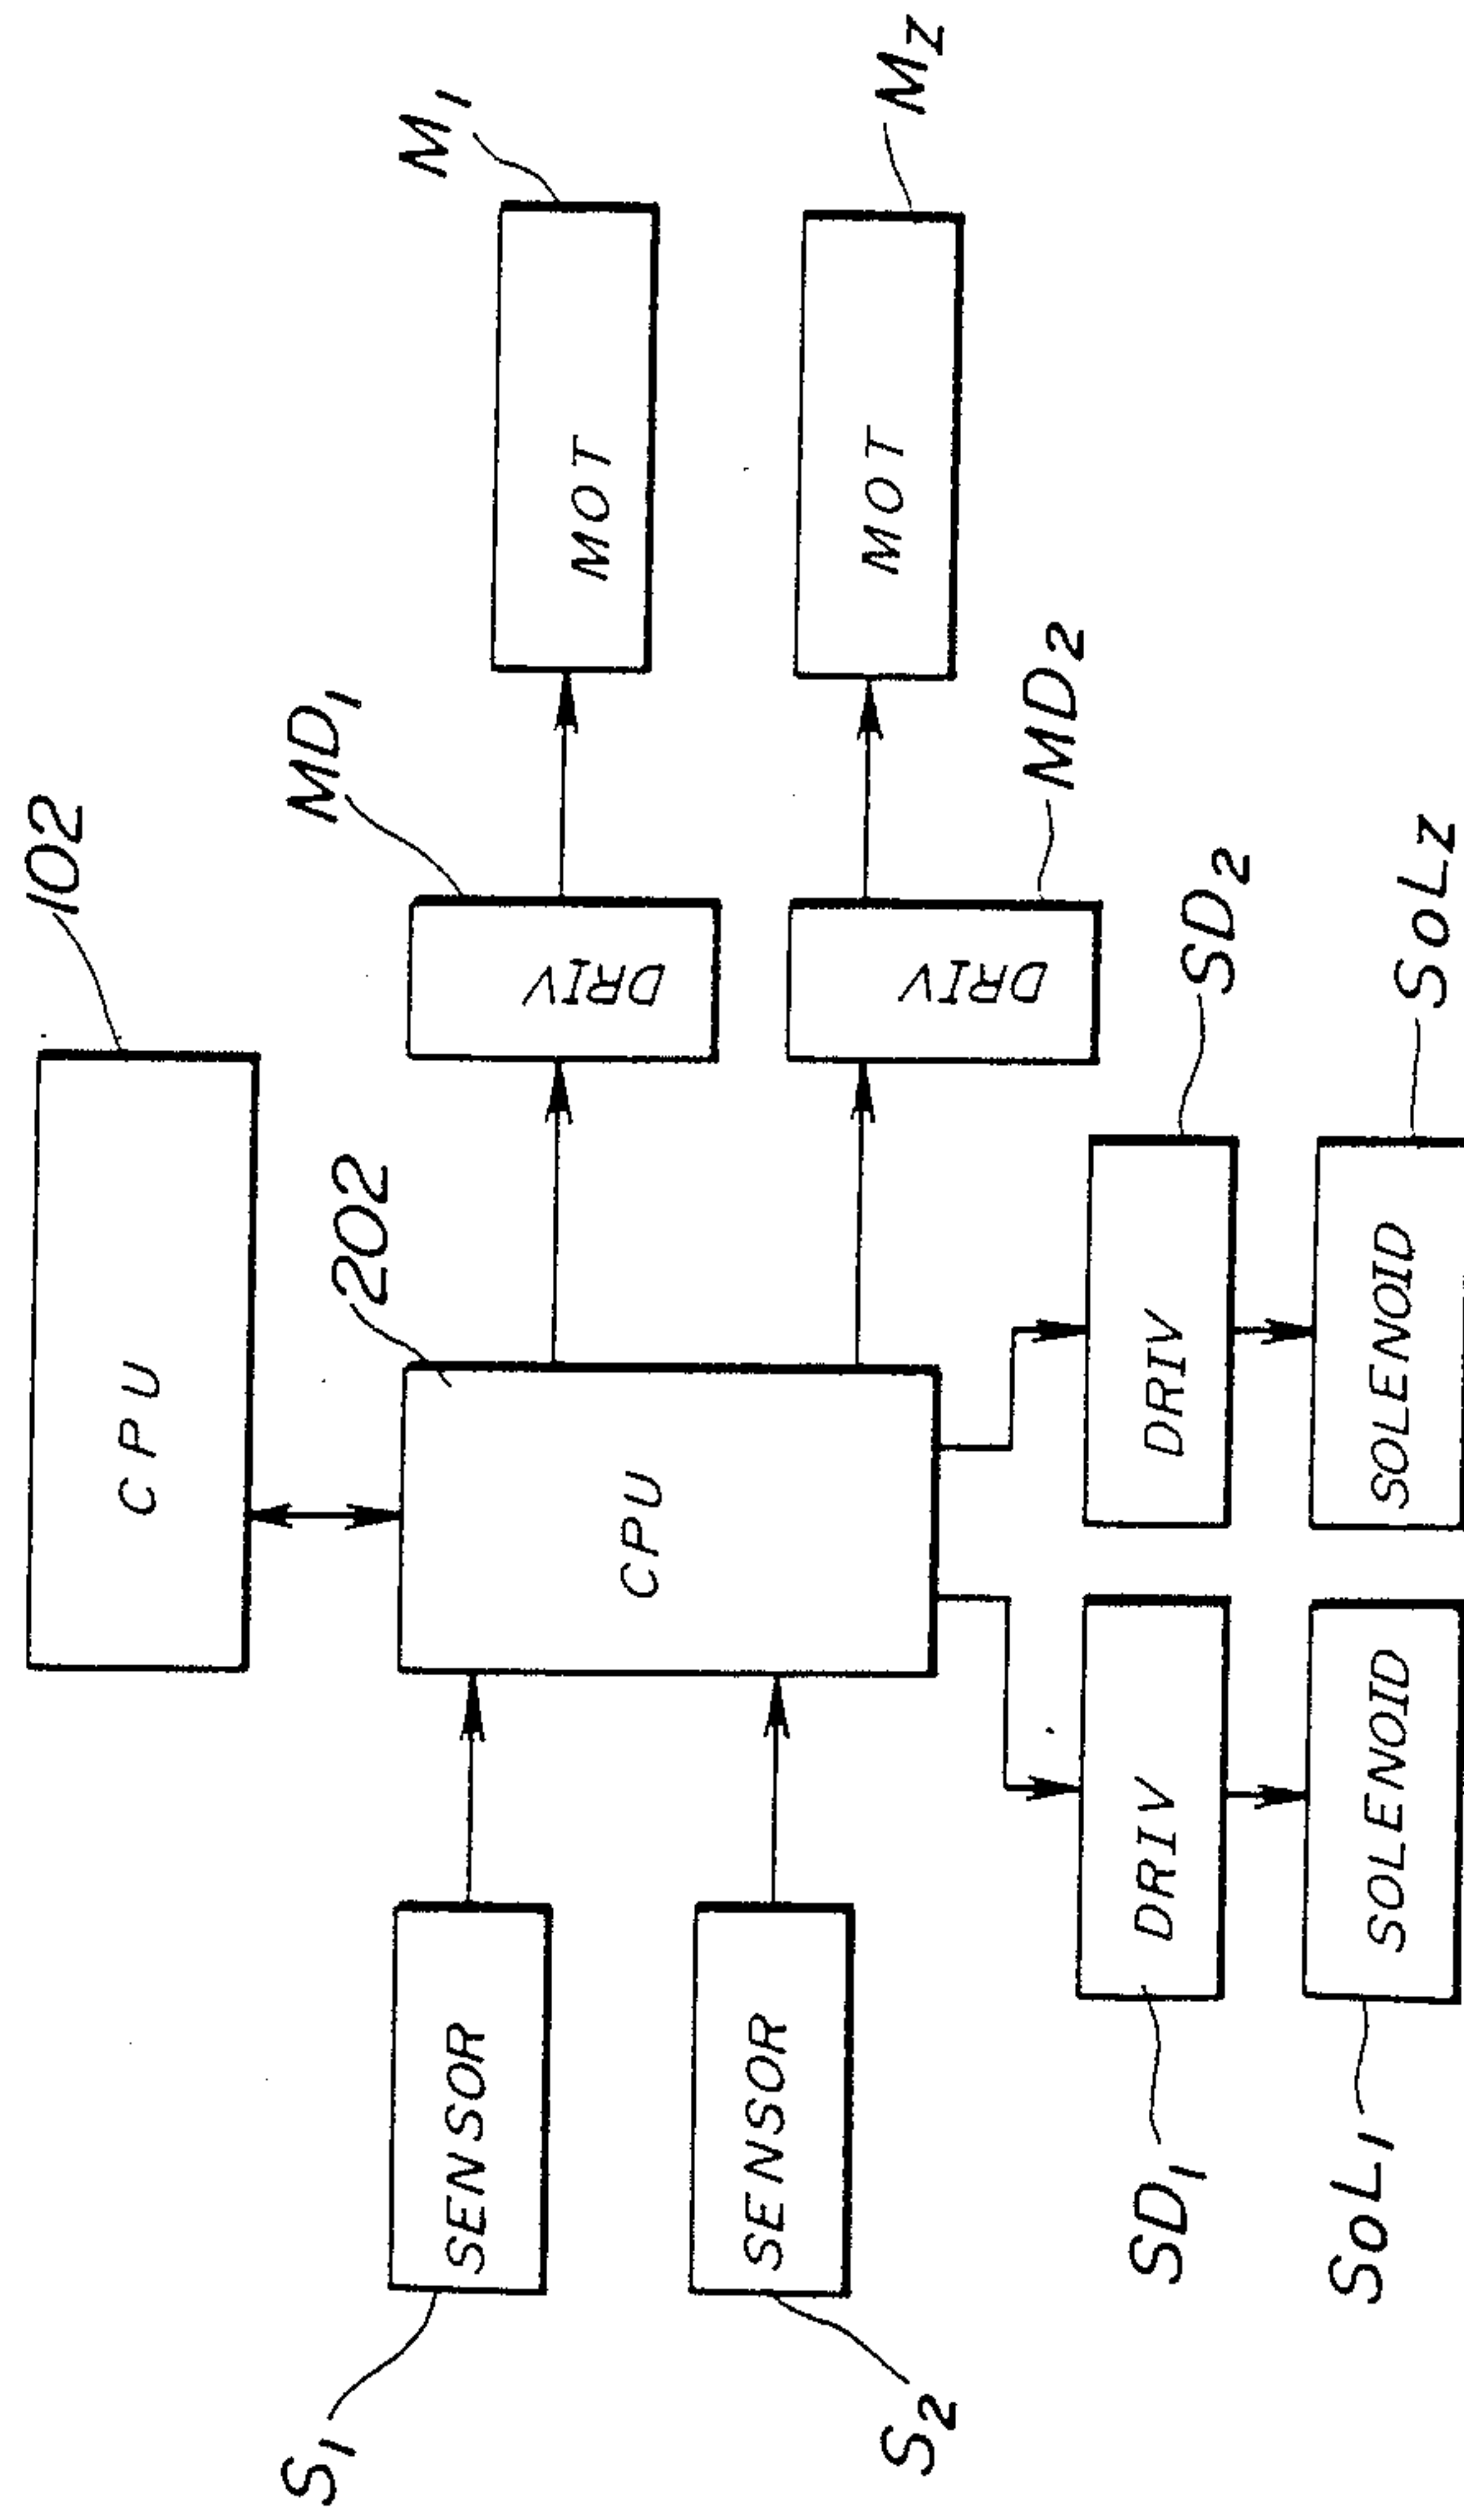 102
CPU
202
CPU
S1
SENSOR
S2
SENSOR
MD1
DRIV
M1
MOT
MD2
DRIV
M2
MOT
SD1
DRIV
SD2
DRIV
SOL1
SOLENOID
SOL2
SOLENOID